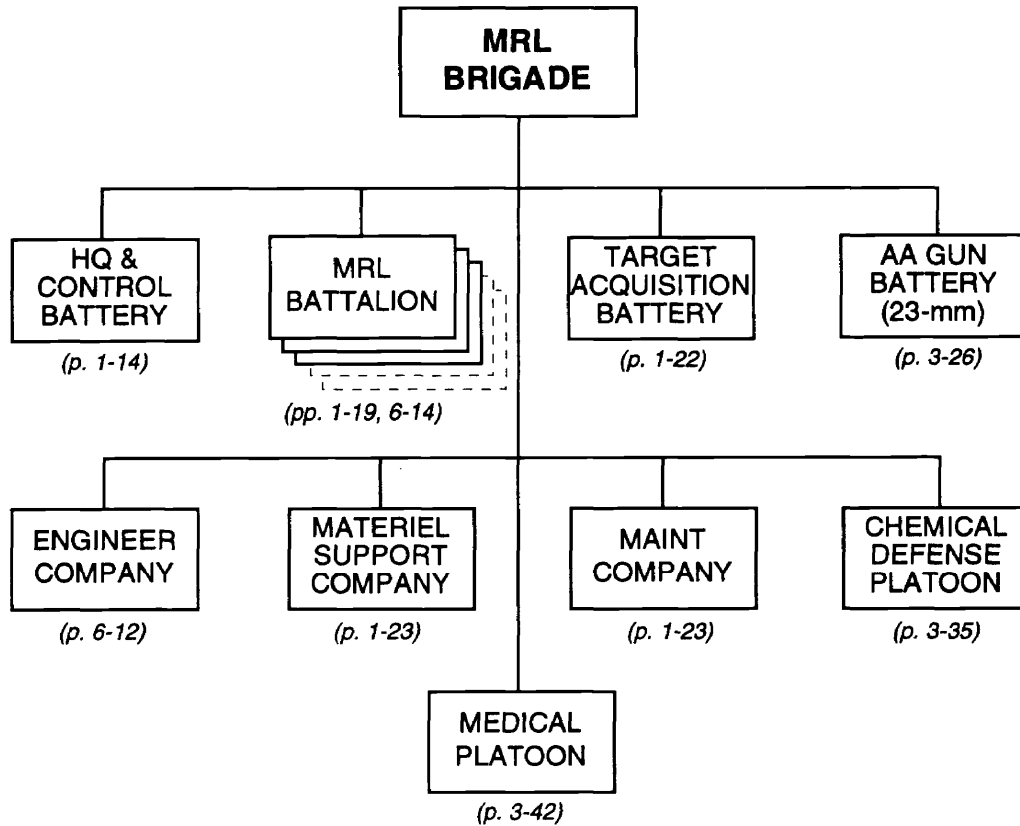 MRL
BRIGADE
HQ &
CONTROL
BATTERY
(p. 1-14)
MRL
BATTALION
(pp. 1-19, 6-14)
TARGET
ACQUISITION
BATTERY
(p. 1-22)
AA GUN
BATTERY
(23-mm)
(p. 3-26)
ENGINEER
COMPANY
(p. 6-12)
MATERIEL
SUPPORT
COMPANY
(p. 1-23)
MAINT
COMPANY
(p. 1-23)
CHEMICAL
DEFENSE
PLATOON
(p. 3-35)
MEDICAL
PLATOON
(p. 3-42)